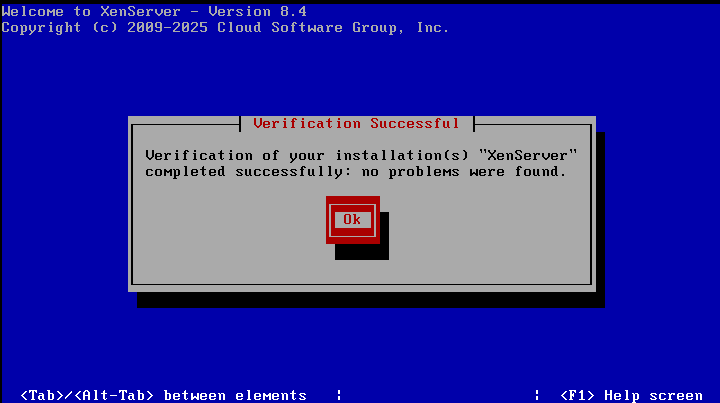 Welcome to XenServer - Version 8.4
Copyright (c) 2009-2025 Cloud Software Group, Inc.
Verification Successful
Verification of your installation(s) "XenServer"
completed successfully: no problems were found.
Ok
<Tab>/<Alt-Tab> between elements   ¦                    ¦  <F1> Help screen